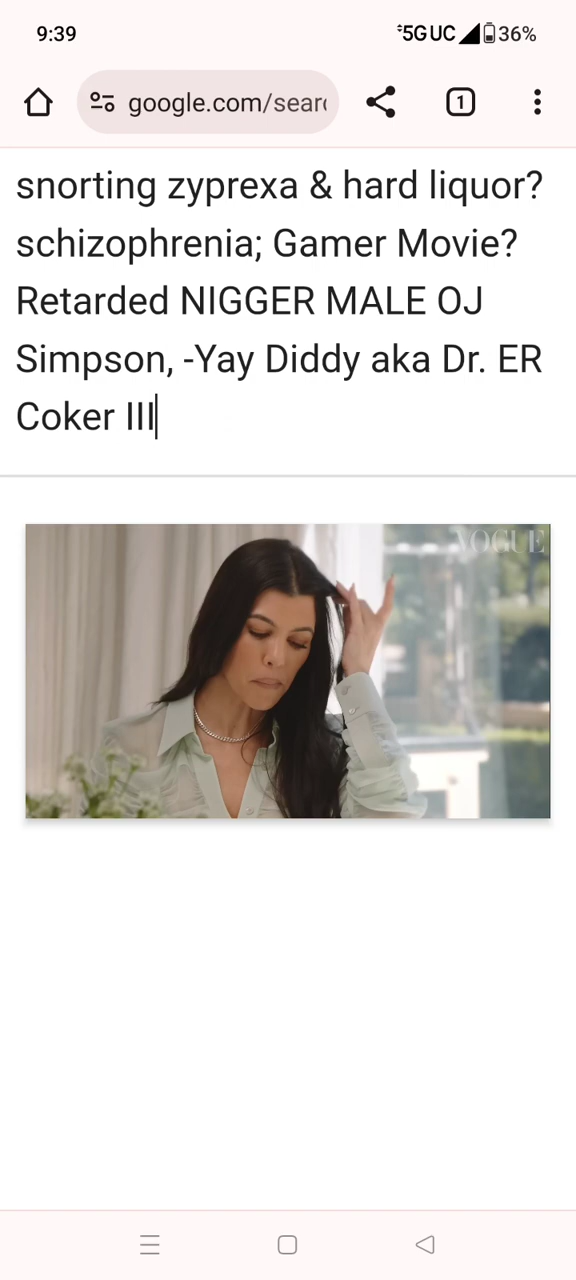 9:39
5G UC 36%
google.com/sear
1
snorting zyprexa & hard liquor?
schizophrenia; Gamer Movie?
Retarded NIGGER MALE OJ
Simpson, -Yay Diddy aka Dr. ER
Coker III
VOGUE